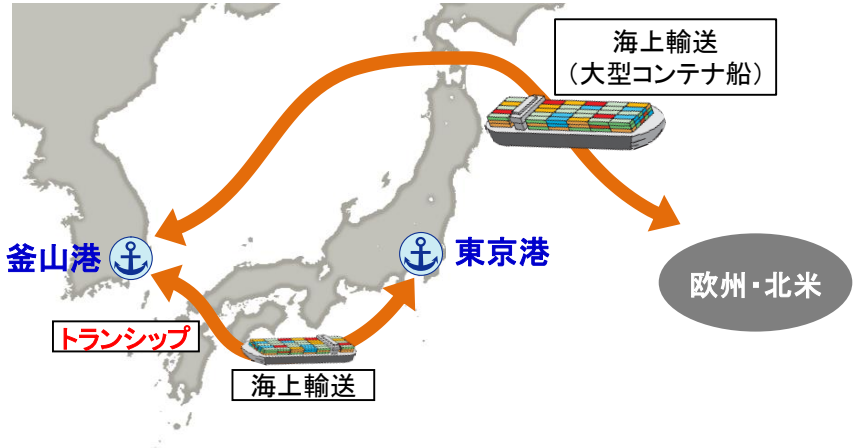 海上輸送
（大型コンテナ船）
釜山港
東京港
欧州・北米
トランシップ
海上輸送